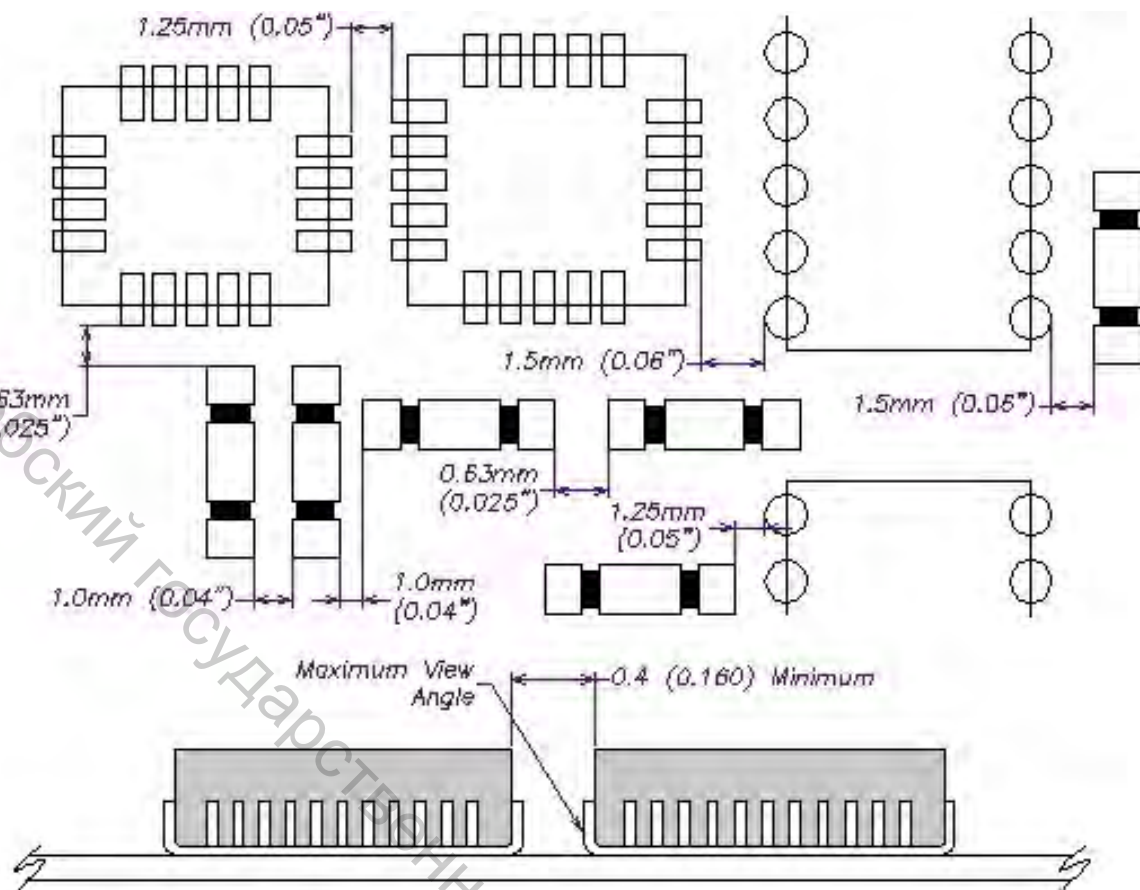 1.25mm (0.05")
1.5mm (0.06")
63mm
025")
1.5mm (0.06")
0.63mm
(0.025")
1.25mm
(0.05")
1.0mm (0.04")
1.0mm
(0.04")
Maximum View
Angle
0.4 (0.160) Minimum
государственн